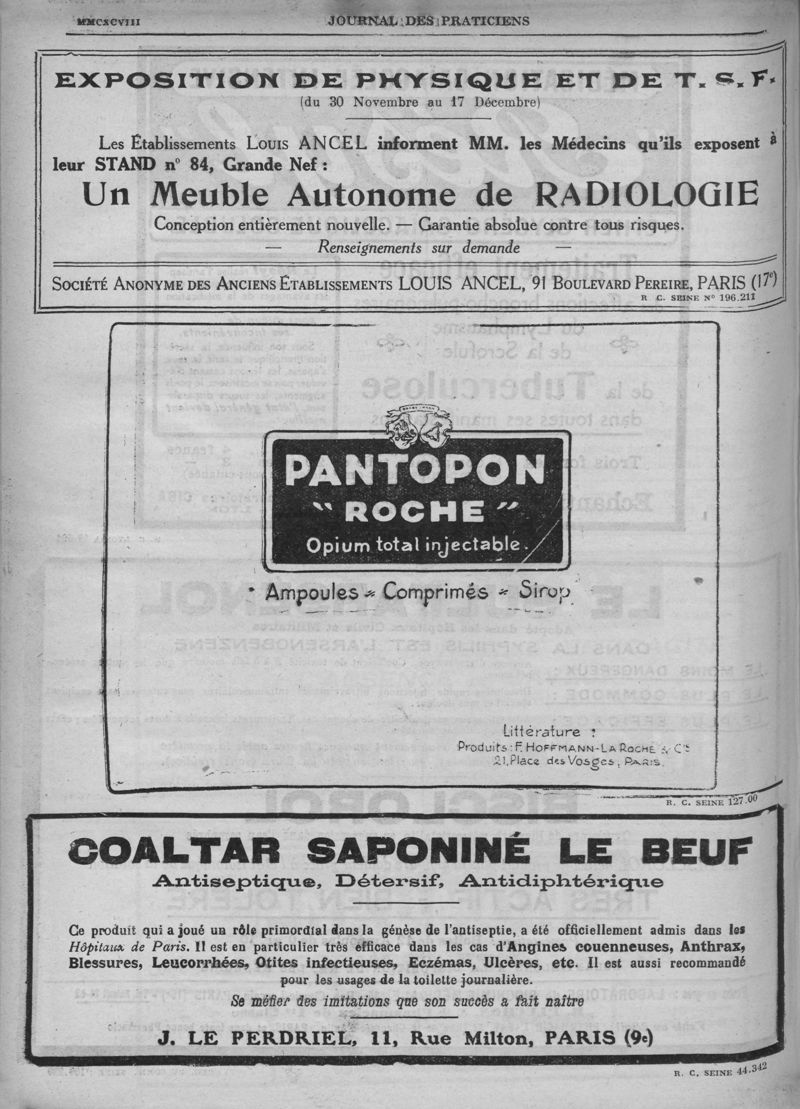 MMCXCVIII
JOURNAL DES PRATICIENS
EXPOSITION DE PHYSIQUE ET DE T. S. F.
(du 30 Novembre au 17 Décembre)
Les Établissements LOUIS ANCEL informent MM. les Médecins qu'ils exposent à
leur STAND n° 84, Grande Nef :
Un Meuble Autonome de RADIOLOGIE
Conception entièrement nouvelle. — Garantie absolue contre tous risques.
— Renseignements sur demande —
SOCIÉTÉ ANONYME DES ANCIENS ÉTABLISSEMENTS LOUIS ANCEL, 91 BOULEVARD PEREIRE, PARIS (17e)
R C. SEINE N° 196.211
PANTOPON
"ROCHE"
Opium total injectable.
Ampoules - Comprimés - Sirop
Littérature :
Produits : F. HOFFMANN-LA ROCHE & Cie
21, Place des Vosges, PARIS.
R. C. SEINE 127.00
COALTAR SAPONINÉ LE BEUF
Antiseptique, Détersif, Antidiphtérique
Ce produit qui a joué un rôle primordial dans la génèse de l'antiseptie, a été officiellement admis dans les
Hôpitaux de Paris. Il est en particulier très efficace dans les cas d'Angines couenneuses, Anthrax,
Blessures, Leucorrhées, Otites infectieuses, Eczémas, Ulcères, etc. Il est aussi recommandé
pour les usages de la toilette journalière.
Se méfier des imitations que son succès a fait naître
J. LE PERDRIEL, 11, Rue Milton, PARIS (9e)
R. C. SEINE 44.342